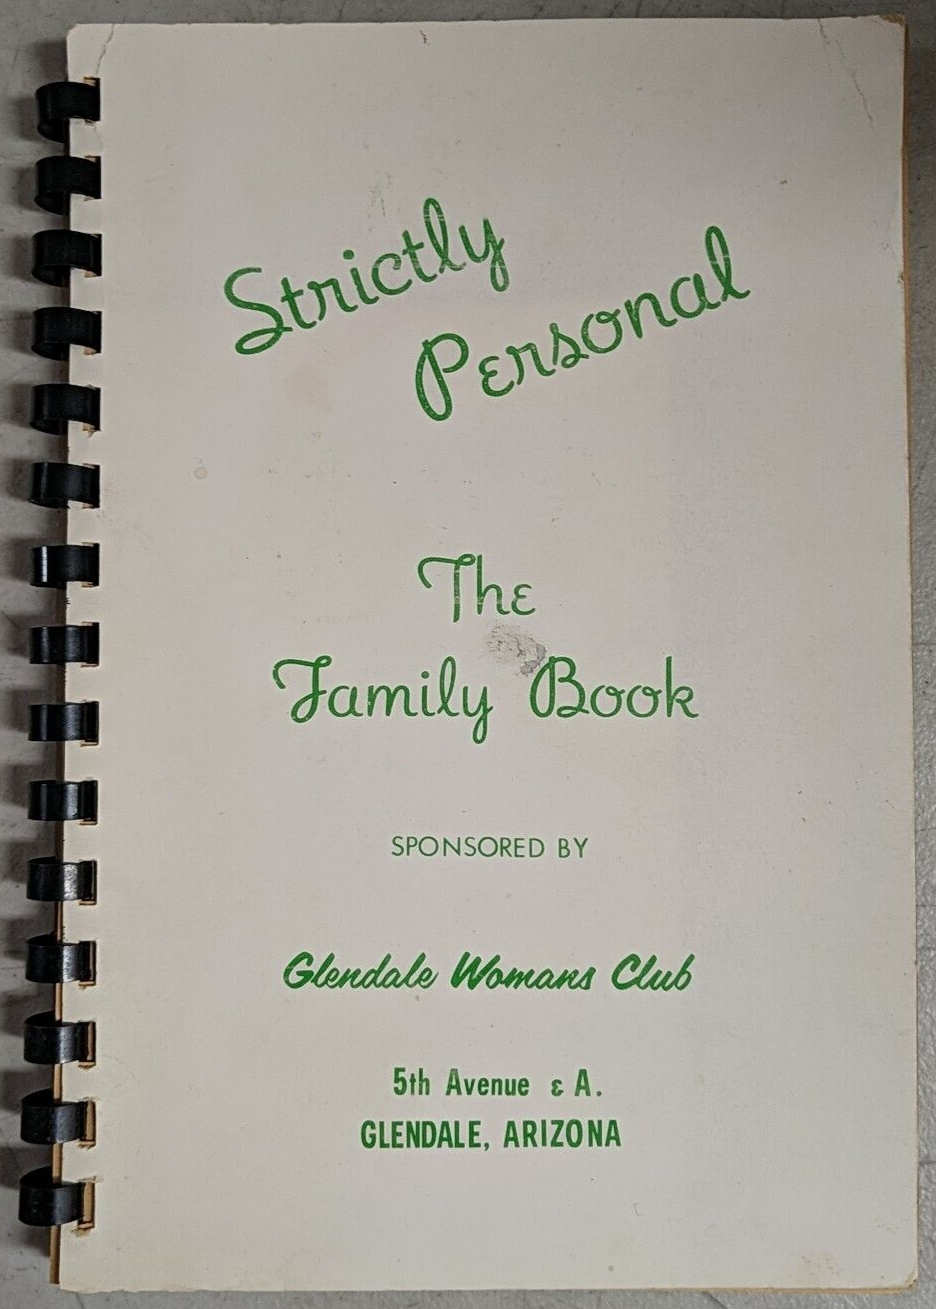 Strictly
Personal
The
Family Book
SPONSORED BY
Glendale Womans Club
5th Avenue & A.
GLENDALE, ARIZONA